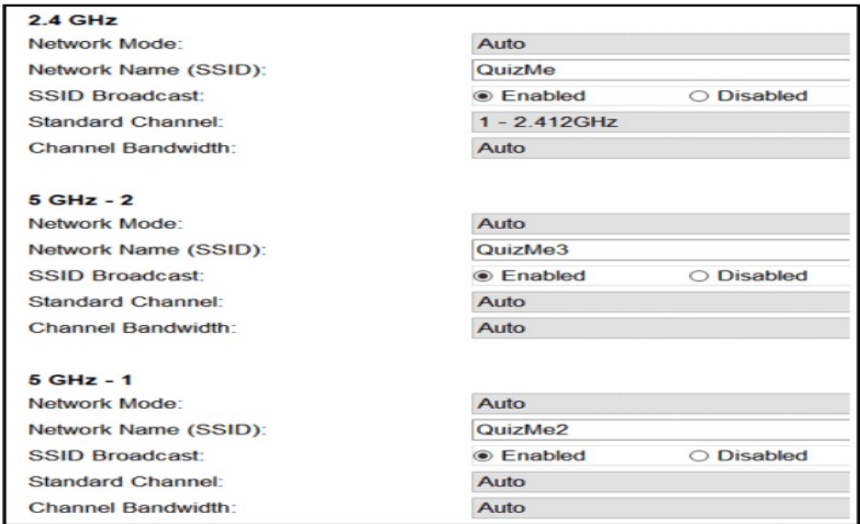 2.4 GHz
Network Mode: Auto
Network Name (SSID): QuizMe
SSID Broadcast: Enabled Disabled
Standard Channel: 1 - 2.412GHz
Channel Bandwidth: Auto
5 GHz - 2
Network Mode: Auto
Network Name (SSID): QuizMe3
SSID Broadcast: Enabled Disabled
Standard Channel: Auto
Channel Bandwidth: Auto
5 GHz - 1
Network Mode: Auto
Network Name (SSID): QuizMe2
SSID Broadcast: Enabled Disabled
Standard Channel: Auto
Channel Bandwidth: Auto